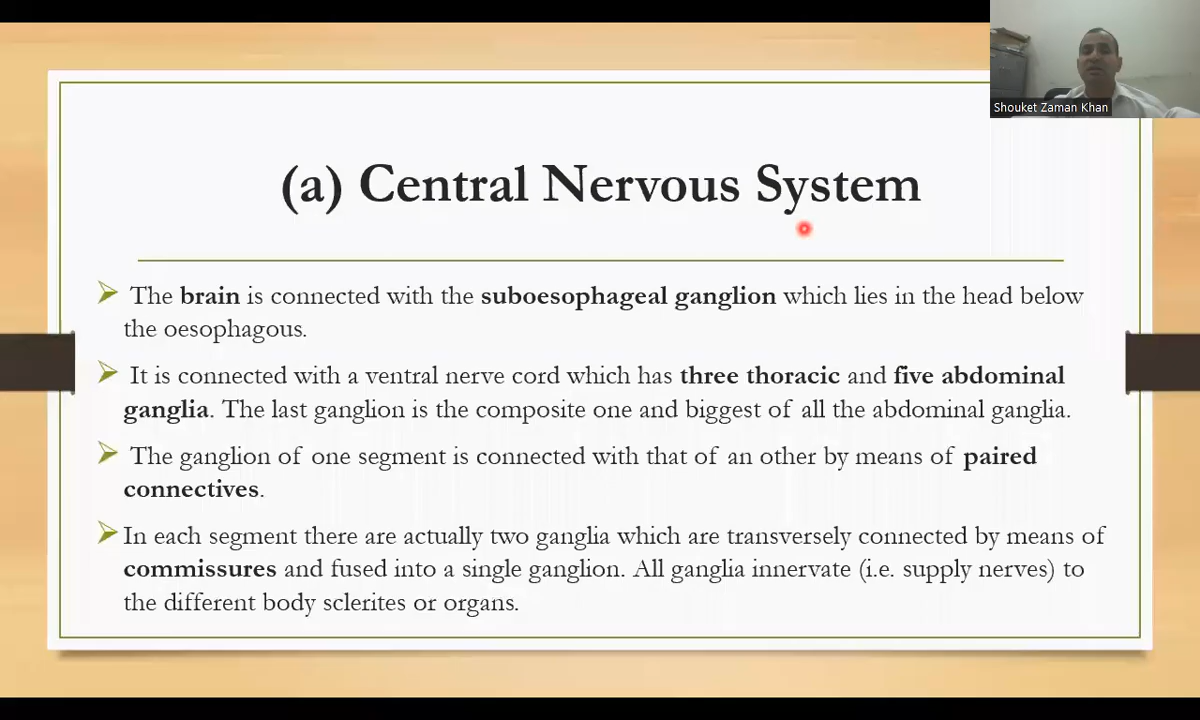 Shouket Zaman Khan
(a) Central Nervous System
The brain is connected with the suboesophageal ganglion which lies in the head below
the oesophagous.
It is connected with a ventral nerve cord which has three thoracic and five abdominal
ganglia. The last ganglion is the composite one and biggest of all the abdominal ganglia.
The ganglion of one segment is connected with that of an other by means of paired
connectives.
In each segment there are actually two ganglia which are transversely connected by means of
commissures and fused into a single ganglion. All ganglia innervate (i.e. supply nerves) to
the different body sclerites or organs.